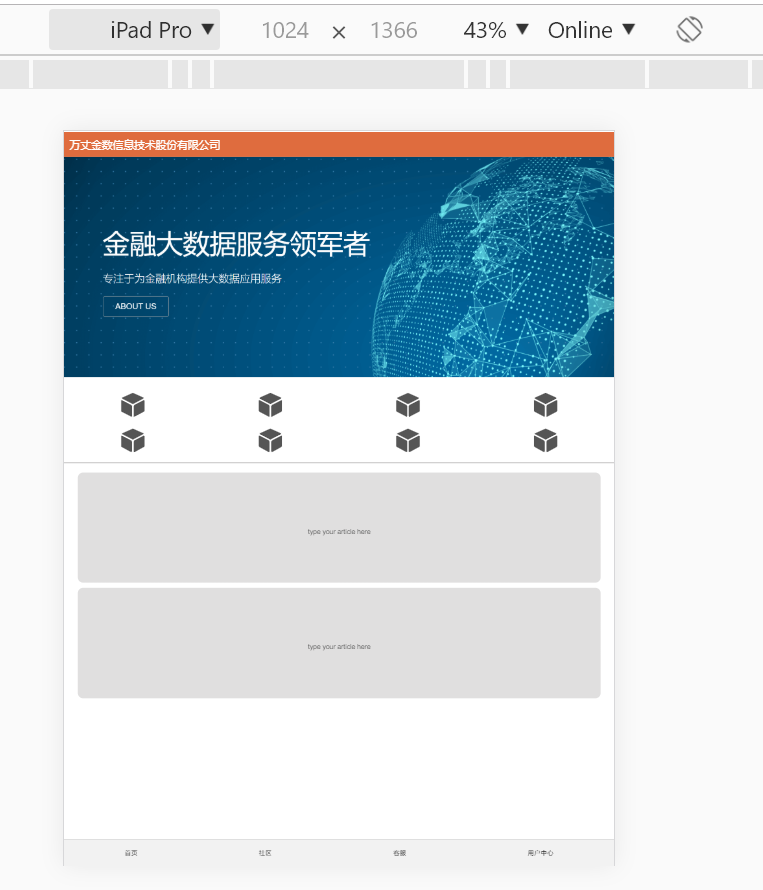 iPad Pro ▼ 1024 × 1366 43% ▼ Online ▼
万丈金数信息技术股份有限公司
金融大数据服务领军者
专注于为金融机构提供大数据应用服务
ABOUT US
type your article here
type your article here
首页 社区 客服 用户中心